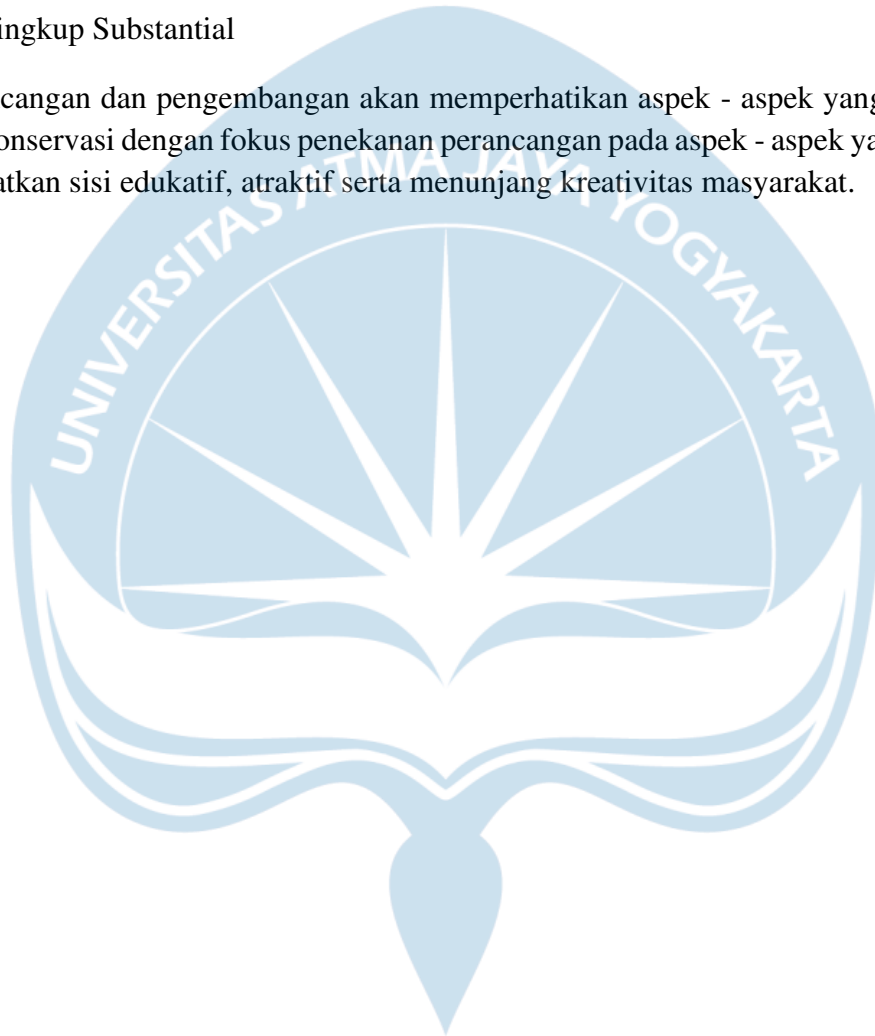 ingkup Substantial
cangan dan pengembangan akan memperhatikan aspek - aspek yang
onservasi dengan fokus penekanan perancangan pada aspek - aspek ya
atkan sisi edukatif, atraktif serta menunjang kreativitas masyarakat.
UNIVERSITAS ATMA JAYA YOGYAKARTA